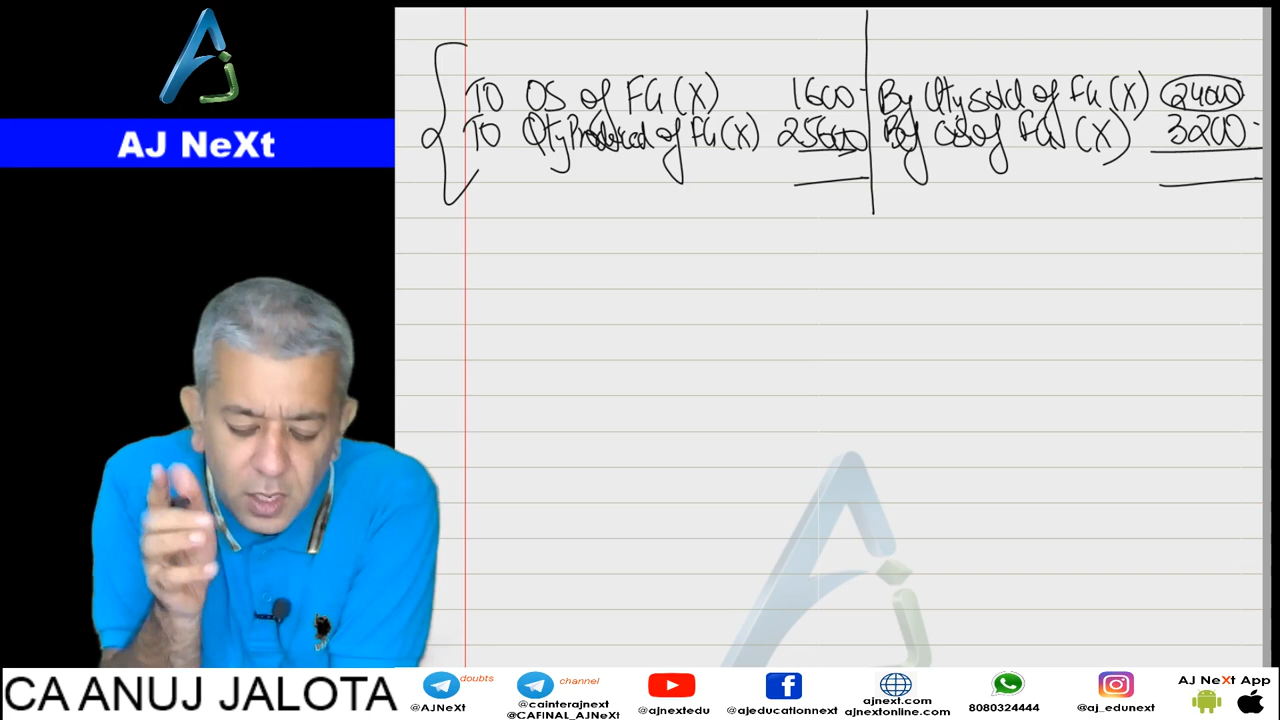 AJ NeXt
TO OS of FG (X) 1600 By Qty sold of FG (X) 24000
TO Qty Produced of FG (X) 25600 By CS of FG (X) 3200
CA ANUJ JALOTA
doubts
@AJNeXt
channel
@cainterajnext
@CAFINAL_AJNeXt
@ajnextedu
@ajeducationnext
ajnext.com
ajnextonline.com
8080324444
@aj_edunext
AJ NeXt App